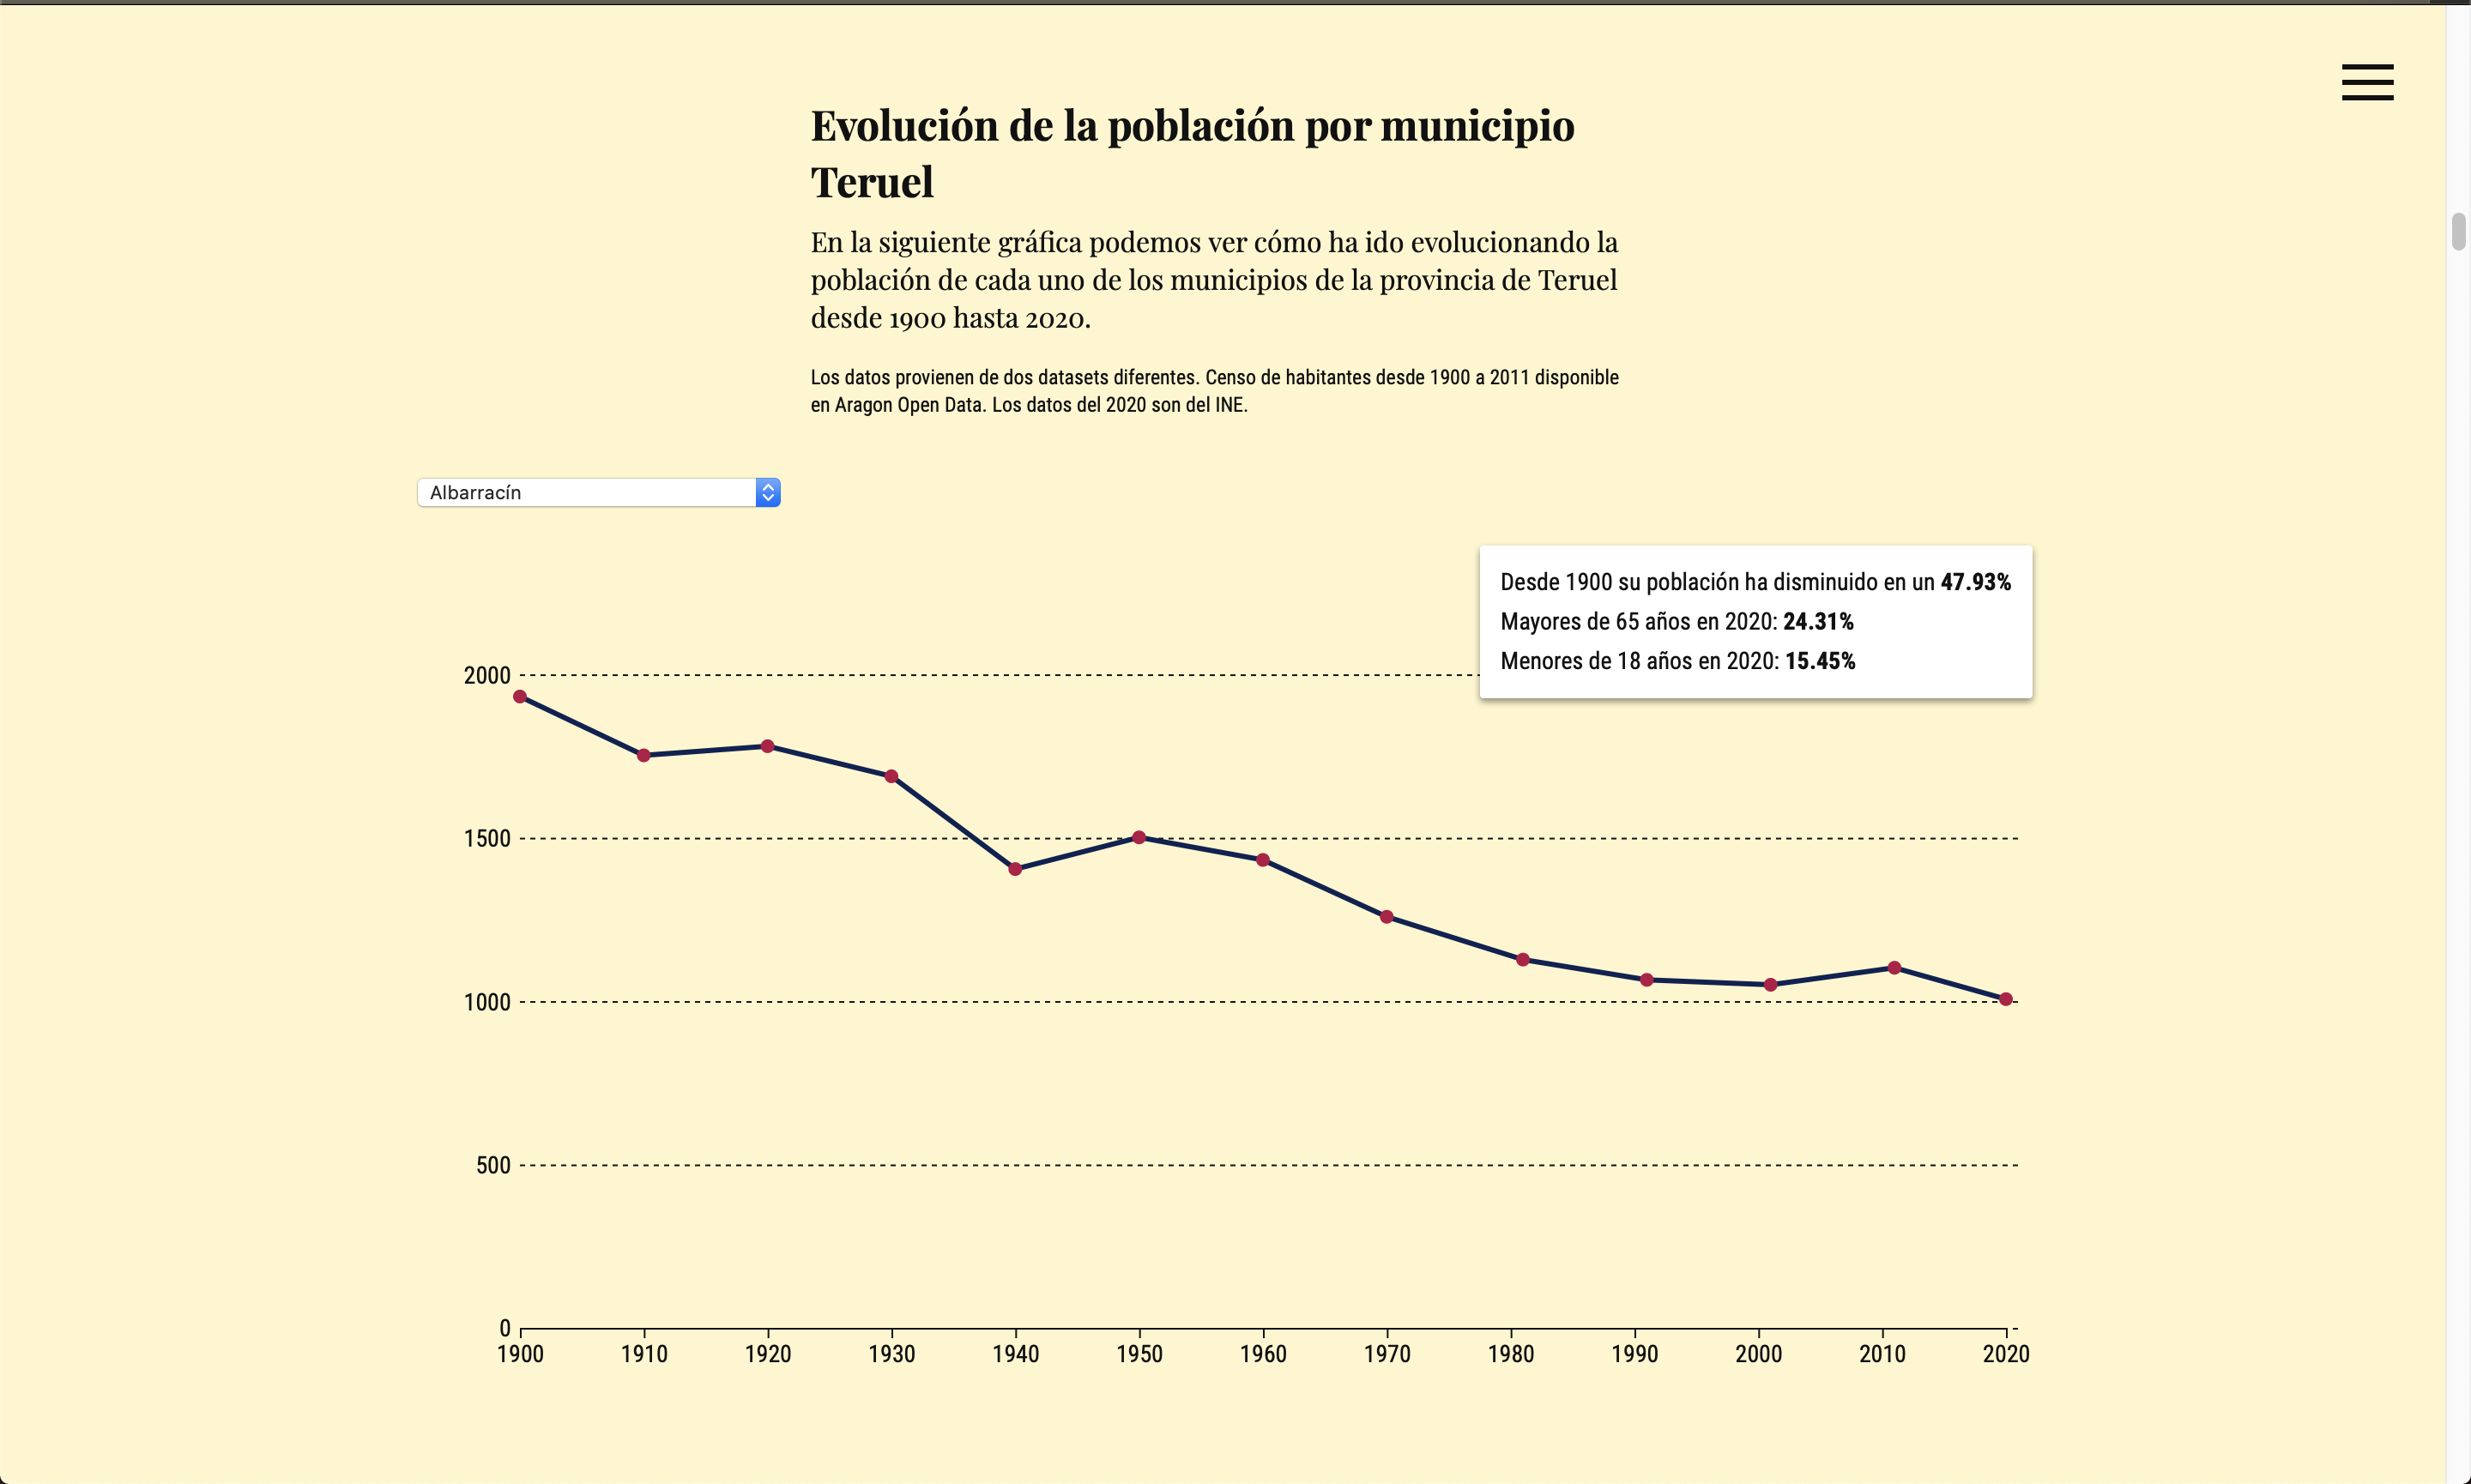 Evolución de la población por municipio
Teruel
En la siguiente gráfica podemos ver cómo ha ido evolucionando la
población de cada uno de los municipios de la provincia de Teruel
desde 1900 hasta 2020.
Los datos provienen de dos datasets diferentes. Censo de habitantes desde 1900 a 2011 disponible
en Aragon Open Data. Los datos del 2020 son del INE.
Albarracín
Desde 1900 su población ha disminuido en un 47.93%
Mayores de 65 años en 2020: 24.31%
Menores de 18 años en 2020: 15.45%
2000
1500
1000
500
0
1900 1910 1920 1930 1940 1950 1960 1970 1980 1990 2000 2010 2020